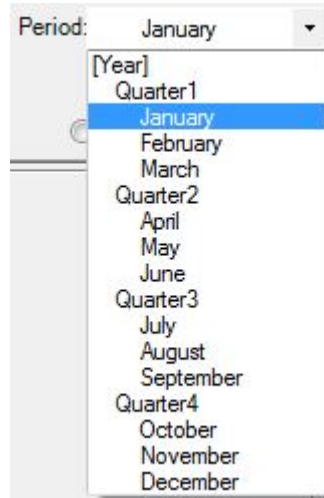 Period: January
[Year]
Quarter1
January
February
March
Quarter2
April
May
June
Quarter3
July
August
September
Quarter4
October
November
December